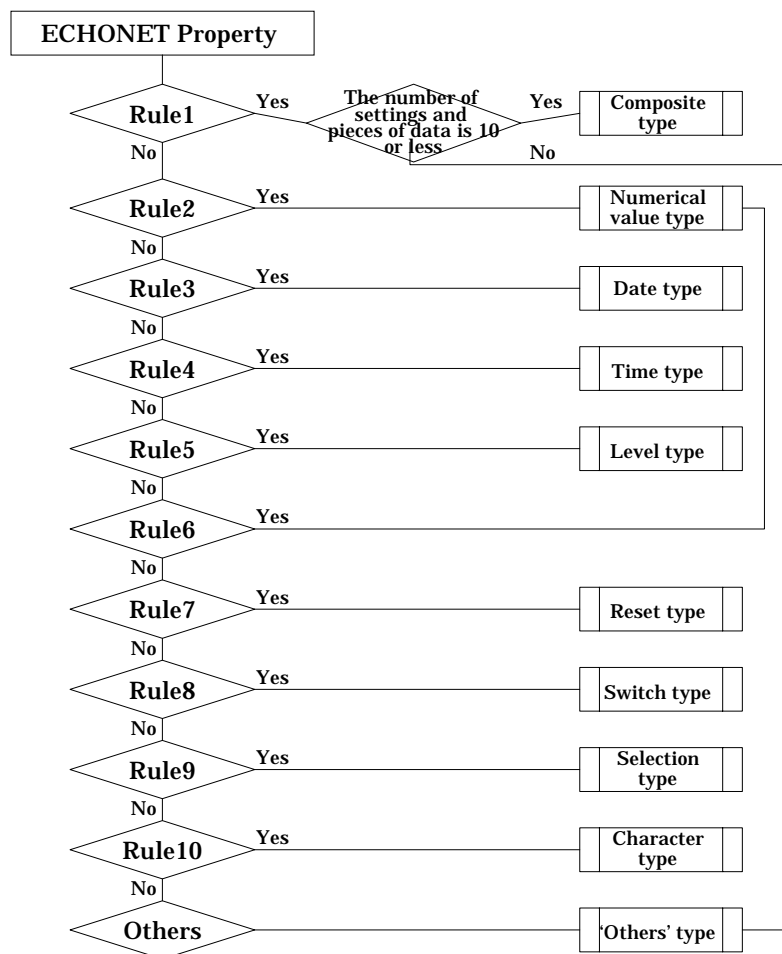 ECHONET Property
Rule1
Yes
The number of
settings and
pieces of data is 10
or less
Yes
Composite
type
No
No
Rule2
Yes
Numerical
value type
No
Rule3
Yes
Date type
No
Rule4
Yes
Time type
No
Rule5
Yes
Level type
No
Rule6
Yes
No
Rule7
Yes
Reset type
No
Rule8
Yes
Switch type
No
Rule9
Yes
Selection
type
No
Rule10
Yes
Character
type
No
Others
'Others' type